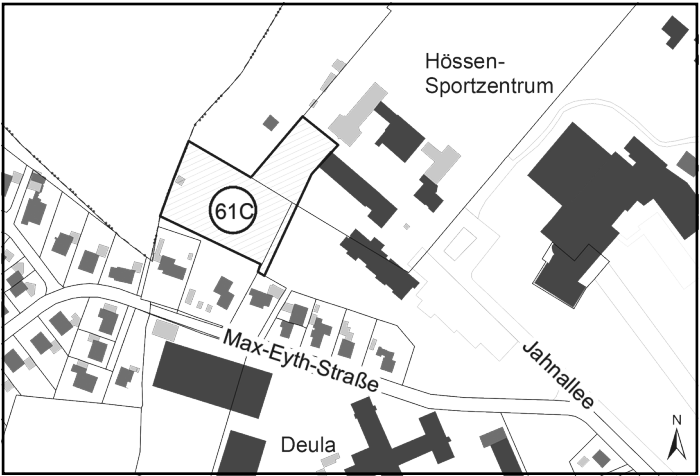 Hössen-
Sportzentrum
61C
Max-Eyth-Straße
Jahnallee
Deula
N